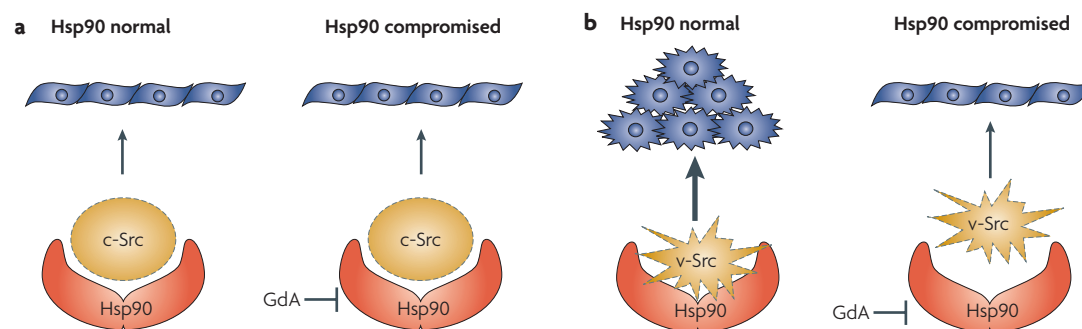 a Hsp90 normal Hsp90 compromised b Hsp90 normal Hsp90 compromised
c-Src c-Src v-Src v-Src
Hsp90 GdA Hsp90 Hsp90 GdA Hsp90